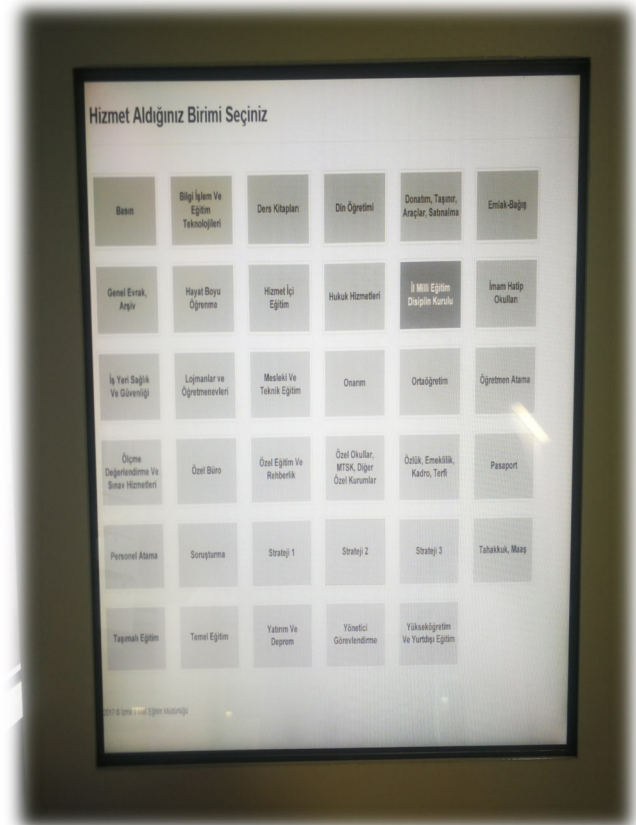 Hizmet Aldığınız Birimi Seçiniz
Basın
Bilgi İşlem Ve
Eğitim
Teknolojileri
Ders Kitapları
Din Öğretimi
Donatım, Taşınır,
Araçlar, Satınalma
Emlak-Bağış
Genel Evrak,
Arşiv
Hayat Boyu
Öğrenme
Hizmet İçi
Eğitim
Hukuk Hizmetleri
İl Milli Eğitim
Disiplin Kurulu
İmam Hatip
Okulları
İş Yeri Sağlık
Ve Güvenliği
Lojmanlar ve
Öğretmenevleri
Mesleki Ve
Teknik Eğitim
Onarım
Ortaöğretim
Öğretmen Atama
Ölçme
Değerlendirme Ve
Sınav Hizmetleri
Özel Büro
Özel Eğitim Ve
Rehberlik
Özel Okullar,
MTSK, Diğer
Özel Kurumlar
Özlük, Emeklilik,
Kadro, Terfi
Pasaport
Personel Atama
Soruşturma
Strateji 1
Strateji 2
Strateji 3
Tahakkuk, Maaş
Taşımalı Eğitim
Temel Eğitim
Yatırım Ve
Deprem
Yönetici
Görevlendirme
Yükseköğretim
Ve Yurtdışı Eğitim
2017 © İzmir Eğitim Müdürlüğü